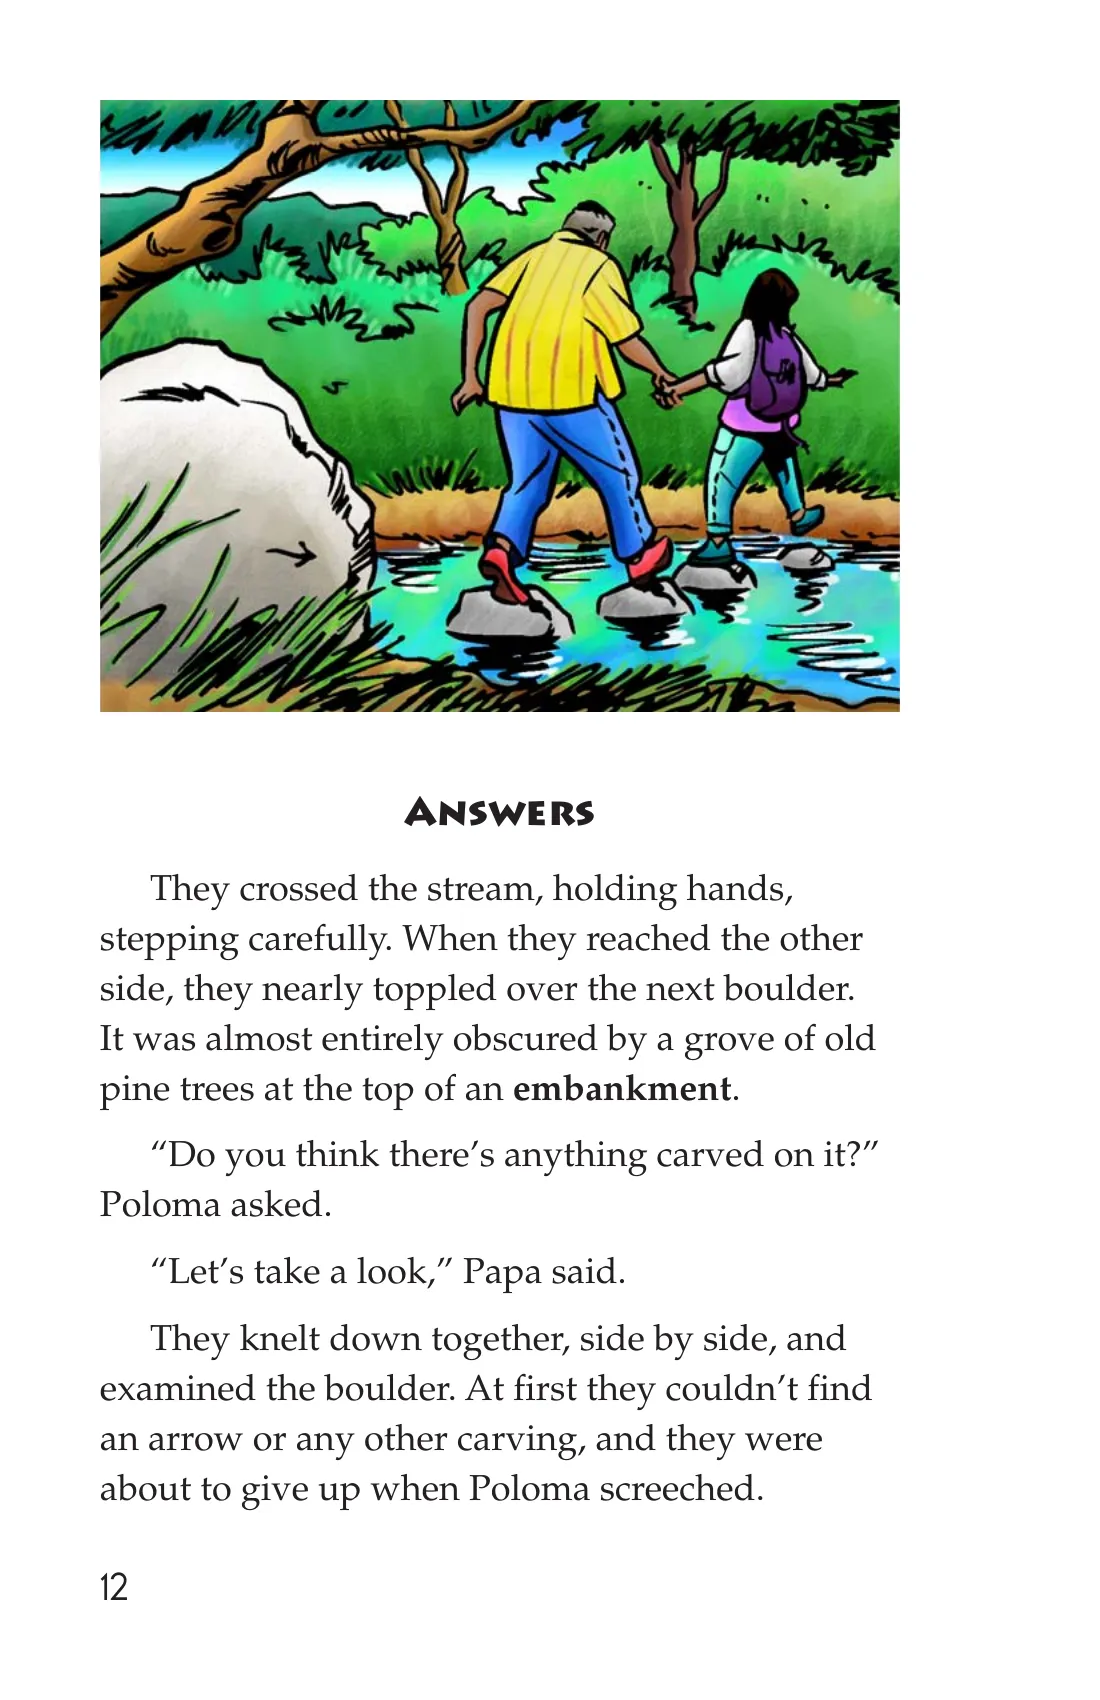 Answers
They crossed the stream, holding hands,
stepping carefully. When they reached the other
side, they nearly toppled over the next boulder.
It was almost entirely obscured by a grove of old
pine trees at the top of an embankment.
“Do you think there’s anything carved on it?”
Poloma asked.
“Let’s take a look,” Papa said.
They knelt down together, side by side, and
examined the boulder. At first they couldn’t find
an arrow or any other carving, and they were
about to give up when Poloma screeched.
12